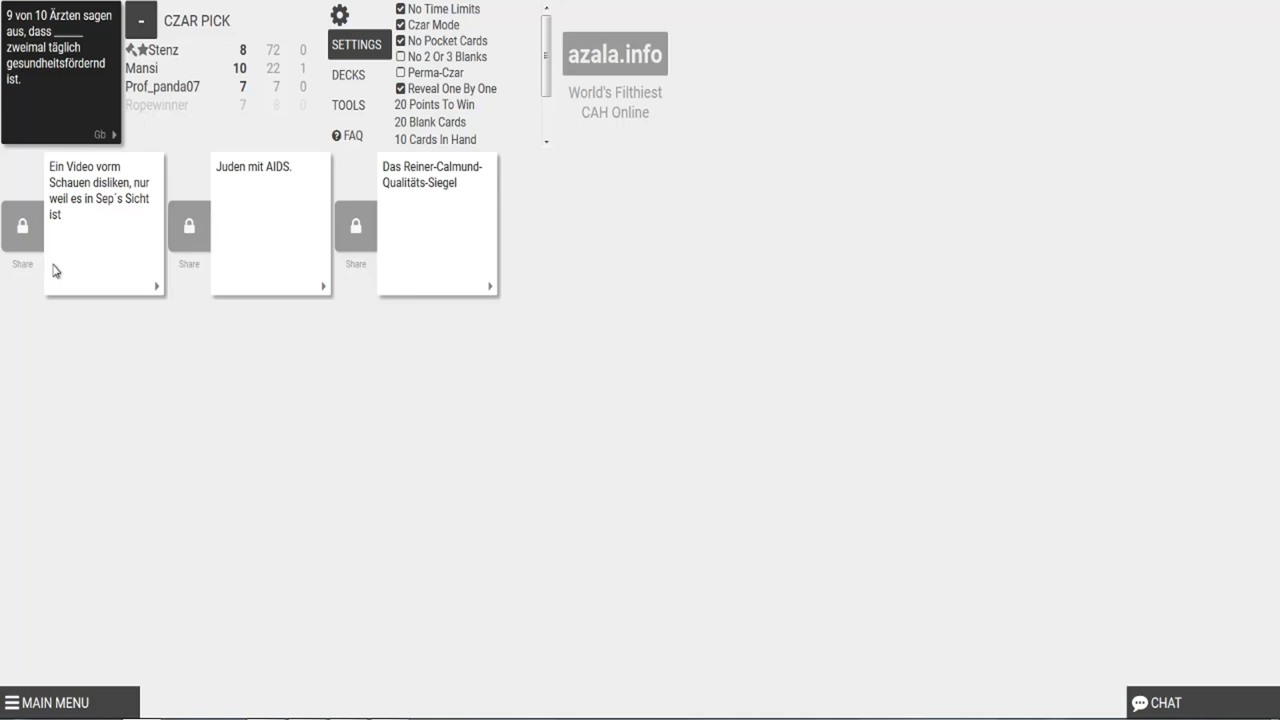 9 von 10 Ärzten sagen
aus, dass _____
zweimal täglich
gesundheitsfördernd
ist.
Gb
-
CZAR PICK
Stenz 8 72 0
Mansi 10 22 1
Prof_panda07 7 7 0
Ropewinner 7 8 0
SETTINGS
DECKS
TOOLS
FAQ
No Time Limits
Czar Mode
No Pocket Cards
No 2 Or 3 Blanks
Perma-Czar
Reveal One By One
20 Points To Win
20 Blank Cards
10 Cards In Hand
azala.info
World's Filthiest
CAH Online
Share
Ein Video vorm
Schauen disliken, nur
weil es in Sep´s Sicht
ist
Share
Juden mit AIDS.
Share
Das Reiner-Calmund-
Qualitäts-Siegel
MAIN MENU
CHAT